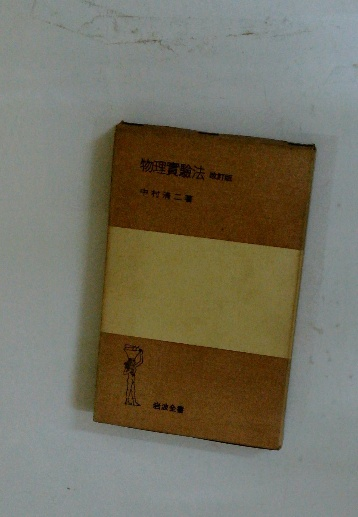 物理實驗法 改訂版
中村清二著
岩波全書